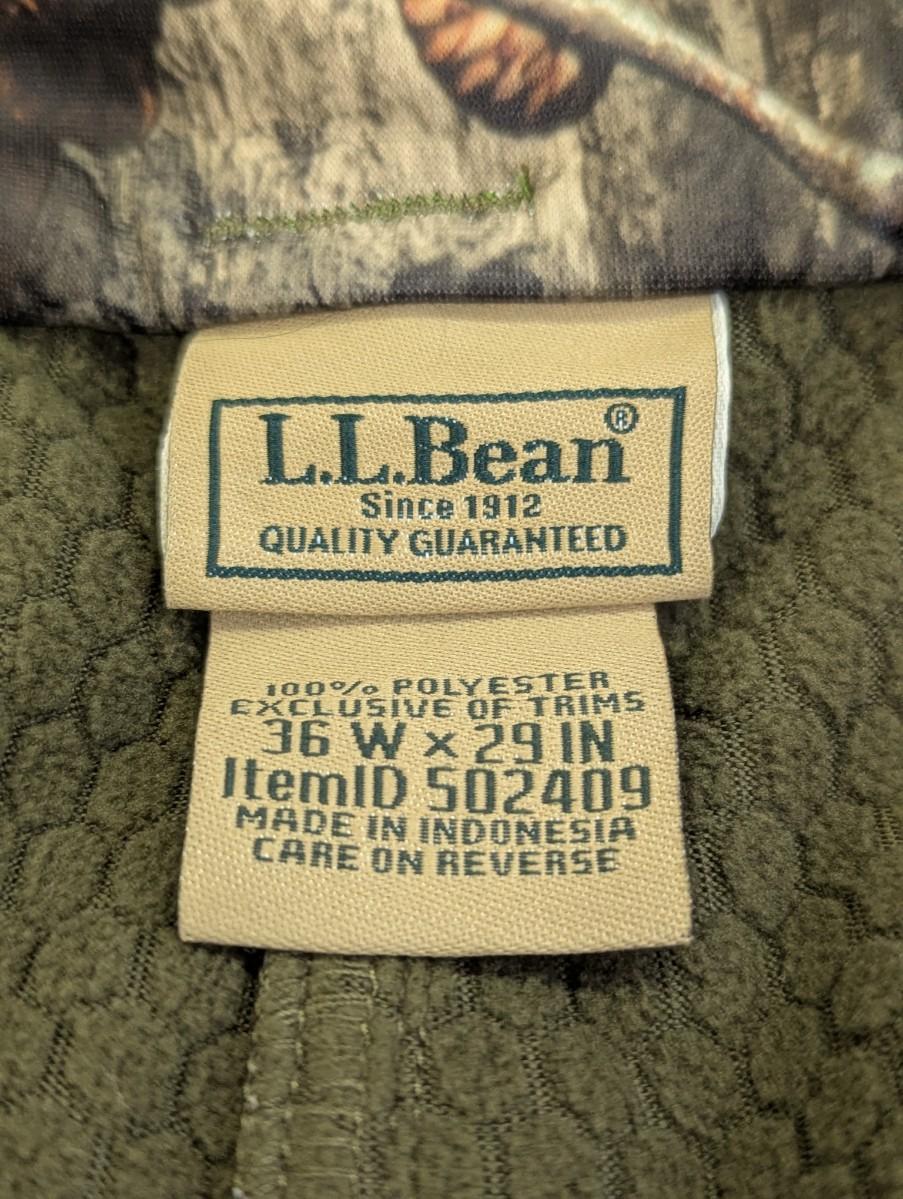 L.L.Bean®
Since 1912
QUALITY GUARANTEED
100% POLYESTER
EXCLUSIVE OF TRIMS
36 W x 29 IN
ItemID 502409
MADE IN INDONESIA
CARE ON REVERSE